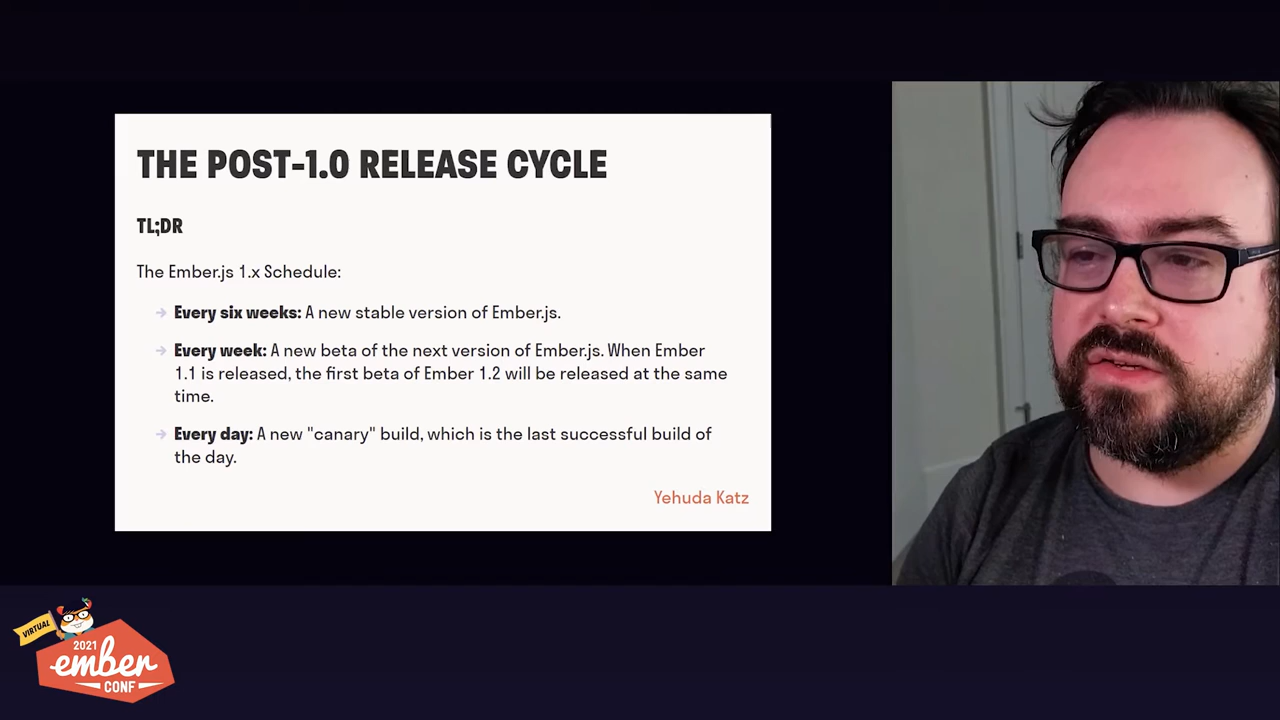 THE POST-1.0 RELEASE CYCLE
TL;DR
The Ember.js 1.x Schedule:
→ Every six weeks: A new stable version of Ember.js.
→ Every week: A new beta of the next version of Ember.js. When Ember
1.1 is released, the first beta of Ember 1.2 will be released at the same
time.
→ Every day: A new "canary" build, which is the last successful build of
the day.
Yehuda Katz
VIRTUAL
2021
ember
CONF